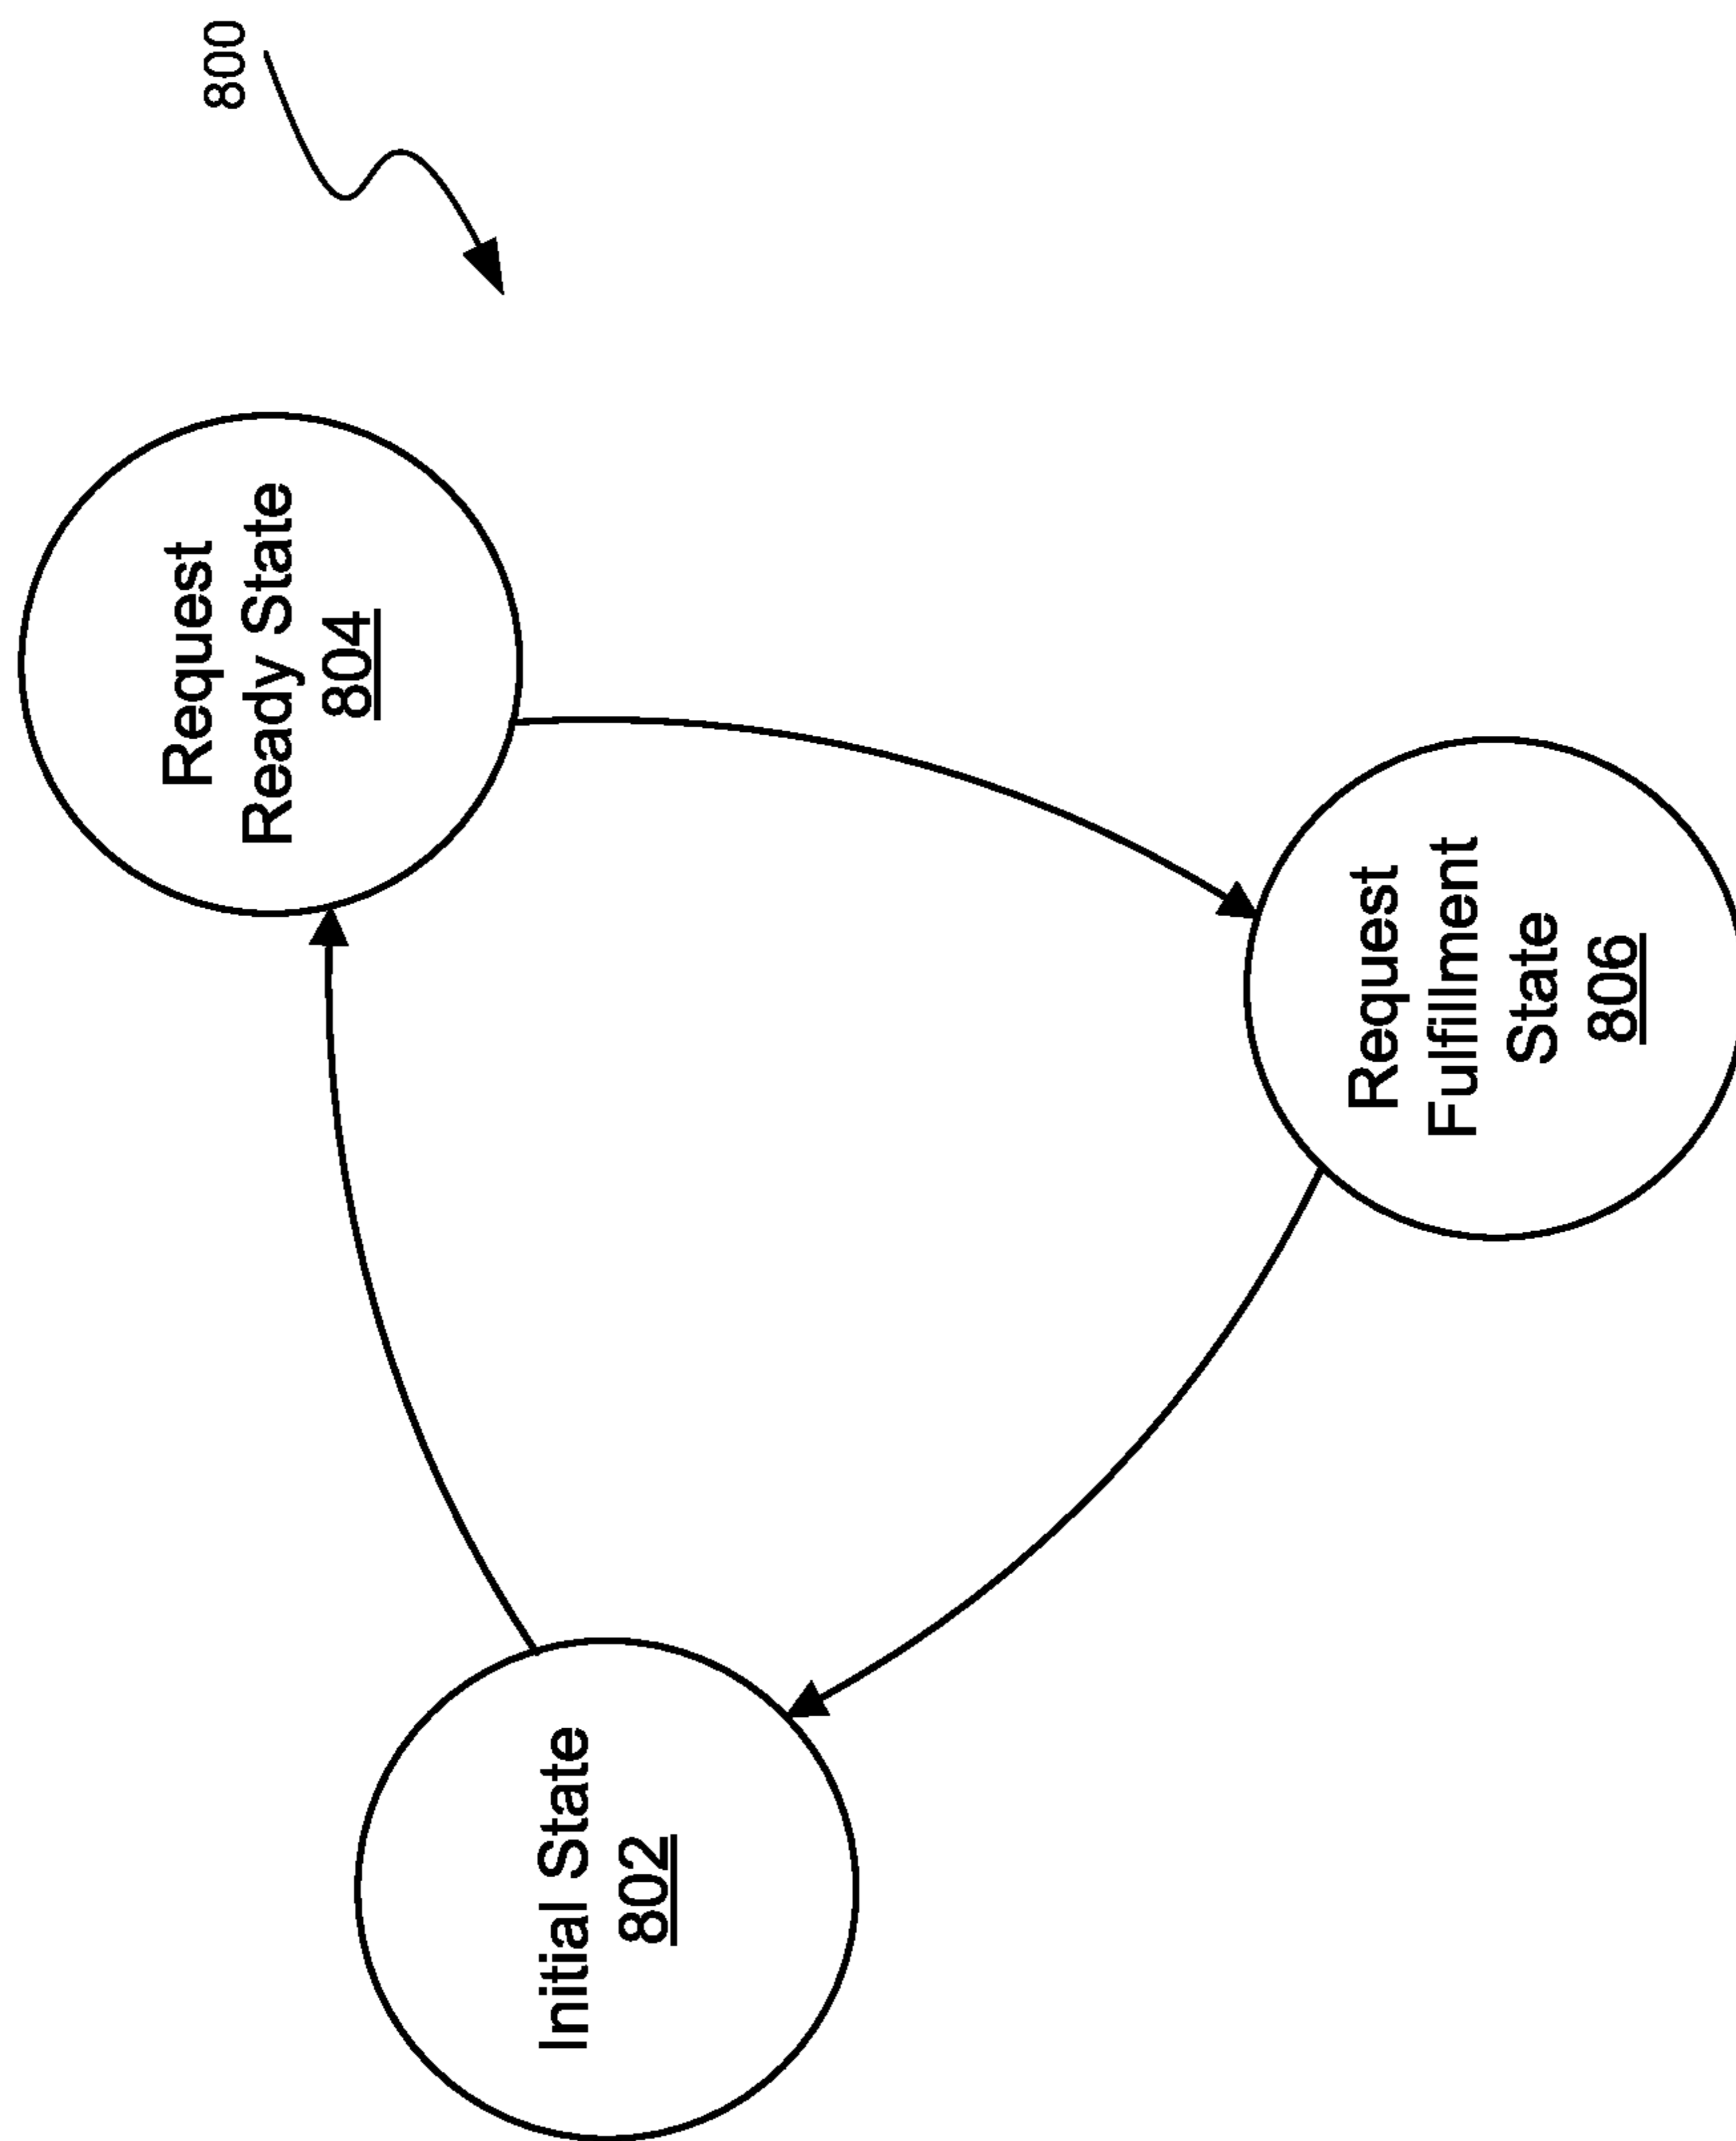 800
Request
Ready State
804
Initial State
802
Request
Fulfillment
State
806